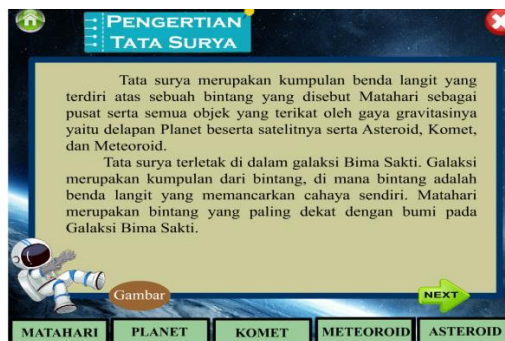 PENGERTIAN
TATA SURYA
Tata surya merupakan kumpulan benda langit yang
terdiri atas sebuah bintang yang disebut Matahari sebagai
pusat serta semua objek yang terikat oleh gaya gravitasinya
yaitu delapan Planet beserta satelitnya serta Asteroid, Komet,
dan Meteoroid.
Tata surya terletak di dalam galaksi Bima Sakti. Galaksi
merupakan kumpulan dari bintang, di mana bintang adalah
benda langit yang memancarkan cahaya sendiri. Matahari
merupakan bintang yang paling dekat dengan bumi pada
Galaksi Bima Sakti.
Gambar
NEXT
MATAHARI PLANET KOMET METEOROID ASTEROID